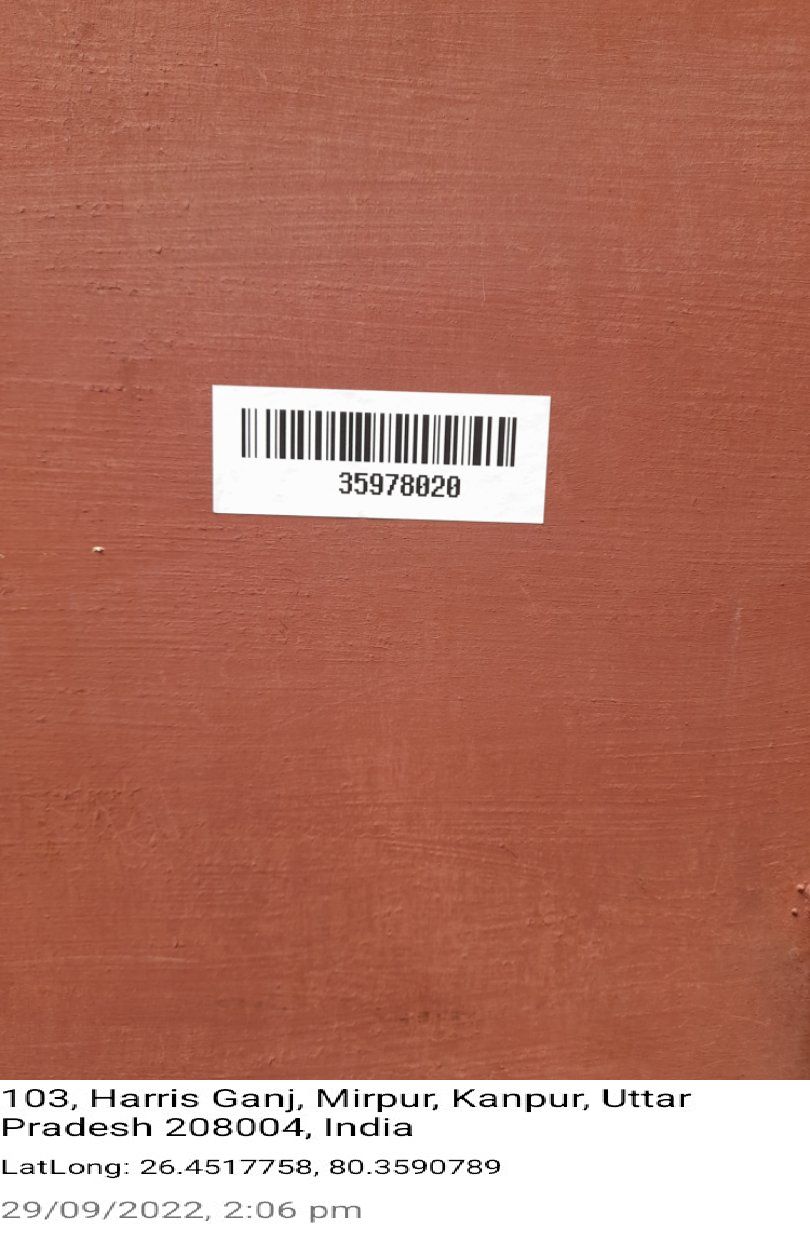 35978020
103, Harris Ganj, Mirpur, Kanpur, Uttar
Pradesh 208004, India
LatLong: 26.4517758, 80.3590789
29/09/2022, 2:06 pm